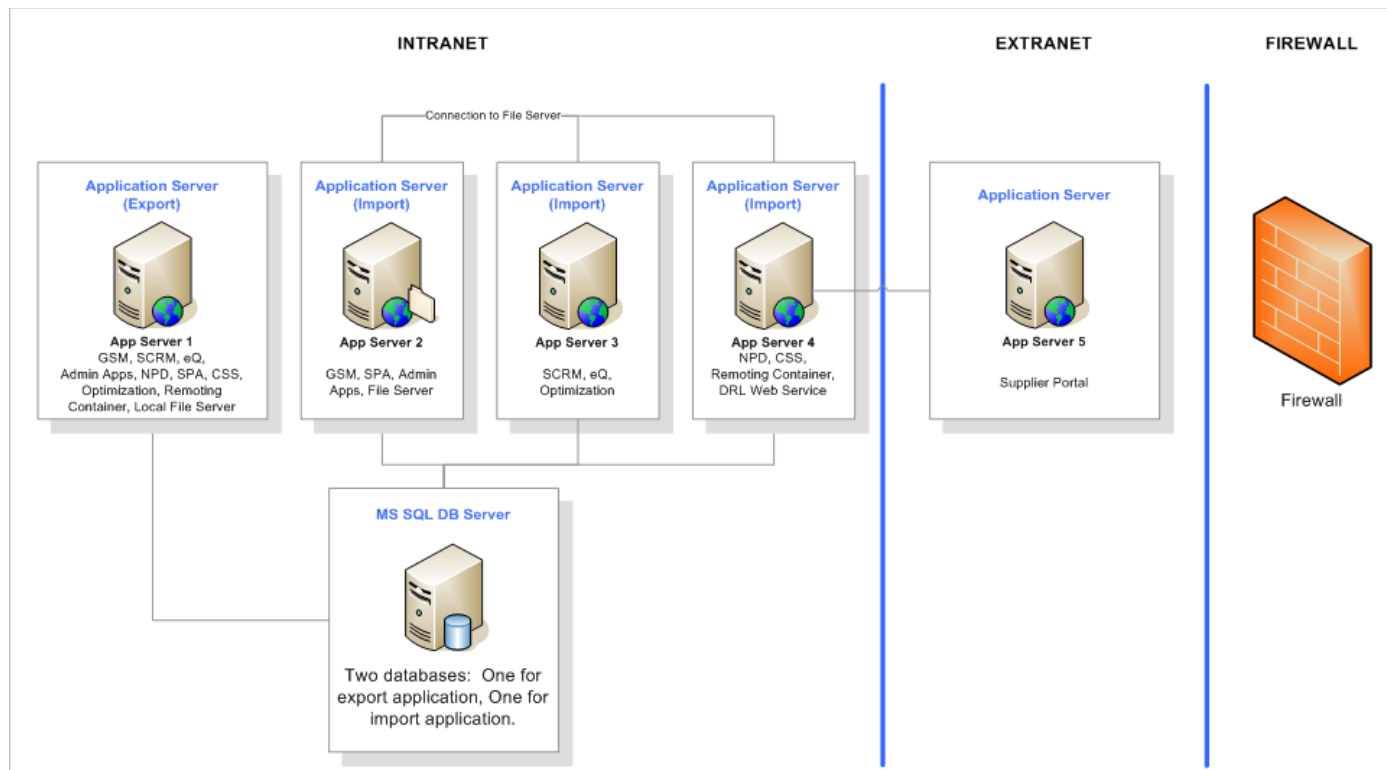 INTRANET
EXTRANET
FIREWALL
Connection to File Server
Application Server
(Export)
App Server 1
GSM, SCRM, eQ,
Admin Apps, NPD, SPA, CSS,
Optimization, Remoting
Container, Local File Server
Application Server
(Import)
App Server 2
GSM, SPA, Admin
Apps, File Server
Application Server
(Import)
App Server 3
SCRM, eQ,
Optimization
Application Server
(Import)
App Server 4
NPD, CSS,
Remoting Container,
DRL Web Service
Application Server
App Server 5
Supplier Portal
Firewall
MS SQL DB Server
Two databases:  One for
export application, One for
import application.